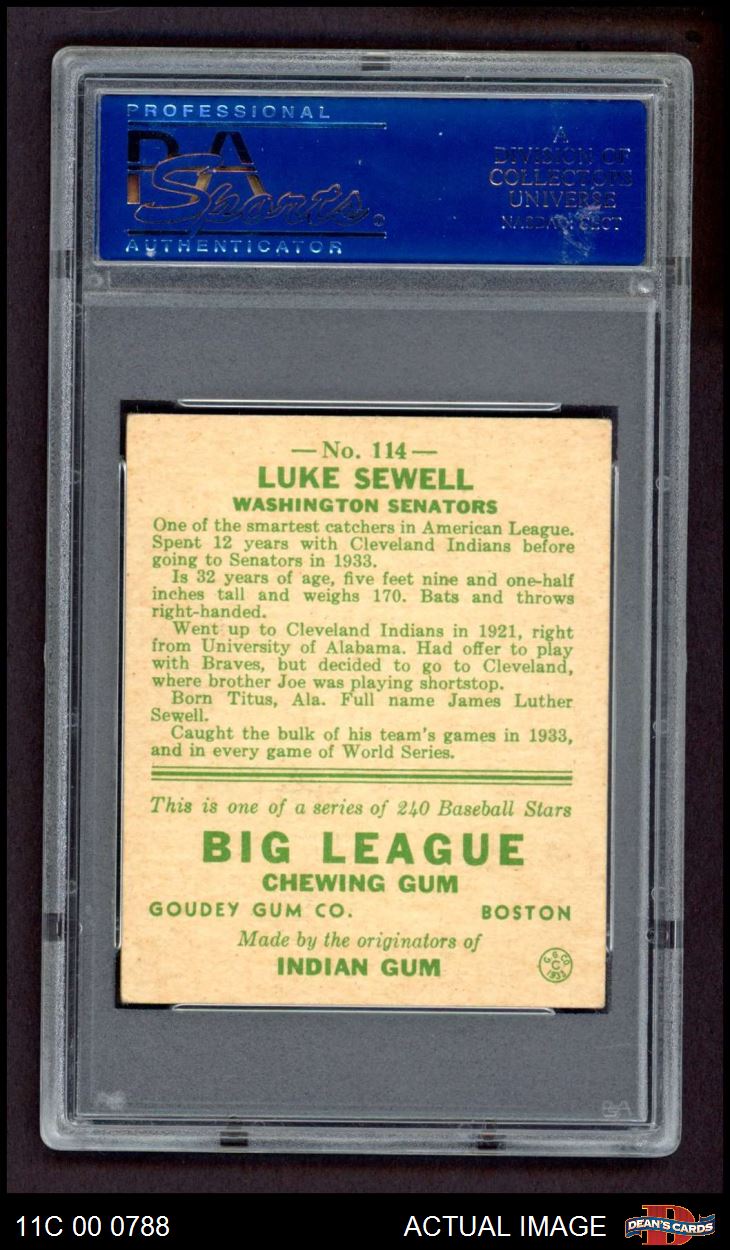 PROFESSIONAL
PSA
Sports
AUTHENTICATOR
A
DIVISION OF
COLLECTORS
UNIVERSE
NASDAQ: CLCT
—No. 114—
LUKE SEWELL
WASHINGTON SENATORS
One of the smartest catchers in American League.
Spent 12 years with Cleveland Indians before
going to Senators in 1933.
Is 32 years of age, five feet nine and one-half
inches tall and weighs 170. Bats and throws
right-handed.
Went up to Cleveland Indians in 1921, right
from University of Alabama. Had offer to play
with Braves, but decided to go to Cleveland,
where brother Joe was playing shortstop.
Born Titus, Ala. Full name James Luther
Sewell.
Caught the bulk of his team's games in 1933,
and in every game of World Series.
This is one of a series of 240 Baseball Stars
BIG LEAGUE
CHEWING GUM
GOUDEY GUM CO. BOSTON
Made by the originators of
INDIAN GUM
G. G. CO.
C
1933
PSA
11C 00 0788
ACTUAL IMAGE
D
DEAN'S CARDS